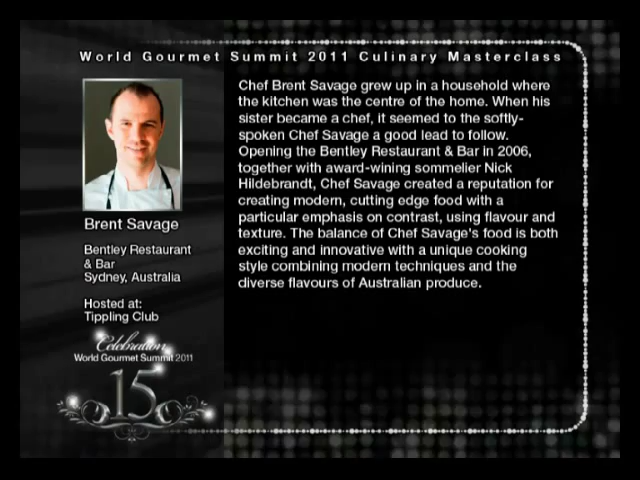 World Gourmet Summit 2011 Culinary Masterclass
Chef Brent Savage grew up in a household where
the kitchen was the centre of the home. When his
sister became a chef, it seemed to the softly-
spoken Chef Savage a good lead to follow.
Opening the Bentley Restaurant & Bar in 2006,
together with award-wining sommelier Nick
Hildebrandt, Chef Savage created a reputation for
creating modern, cutting edge food with a
particular emphasis on contrast, using flavour and
texture. The balance of Chef Savage's food is both
exciting and innovative with a unique cooking
style combining modern techniques and the
diverse flavours of Australian produce.
Brent Savage
Bentley Restaurant
& Bar
Sydney, Australia
Hosted at:
Tippling Club
Celebration
World Gourmet Summit 2011
15